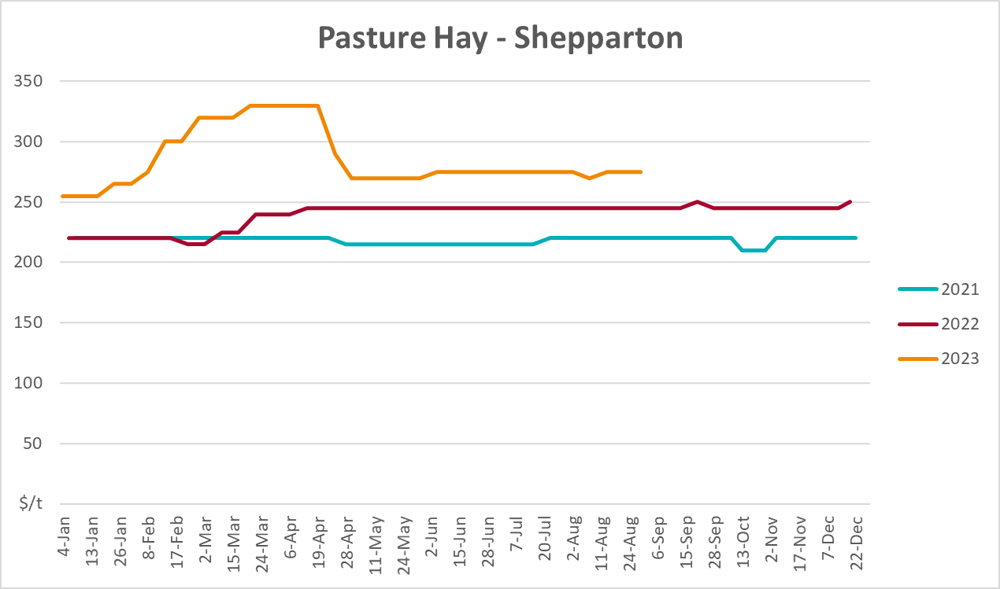 Pasture Hay - Shepparton
350
300
250
200
150
100
50
$/t
4-Jan
13-Jan
26-Jan
8-Feb
17-Feb
2-Mar
15-Mar
24-Mar
6-Apr
19-Apr
28-Apr
11-May
24-May
2-Jun
15-Jun
28-Jun
7-Jul
20-Jul
2-Aug
11-Aug
24-Aug
6-Sep
15-Sep
28-Sep
13-Oct
2-Nov
17-Nov
7-Dec
22-Dec
2021
2022
2023